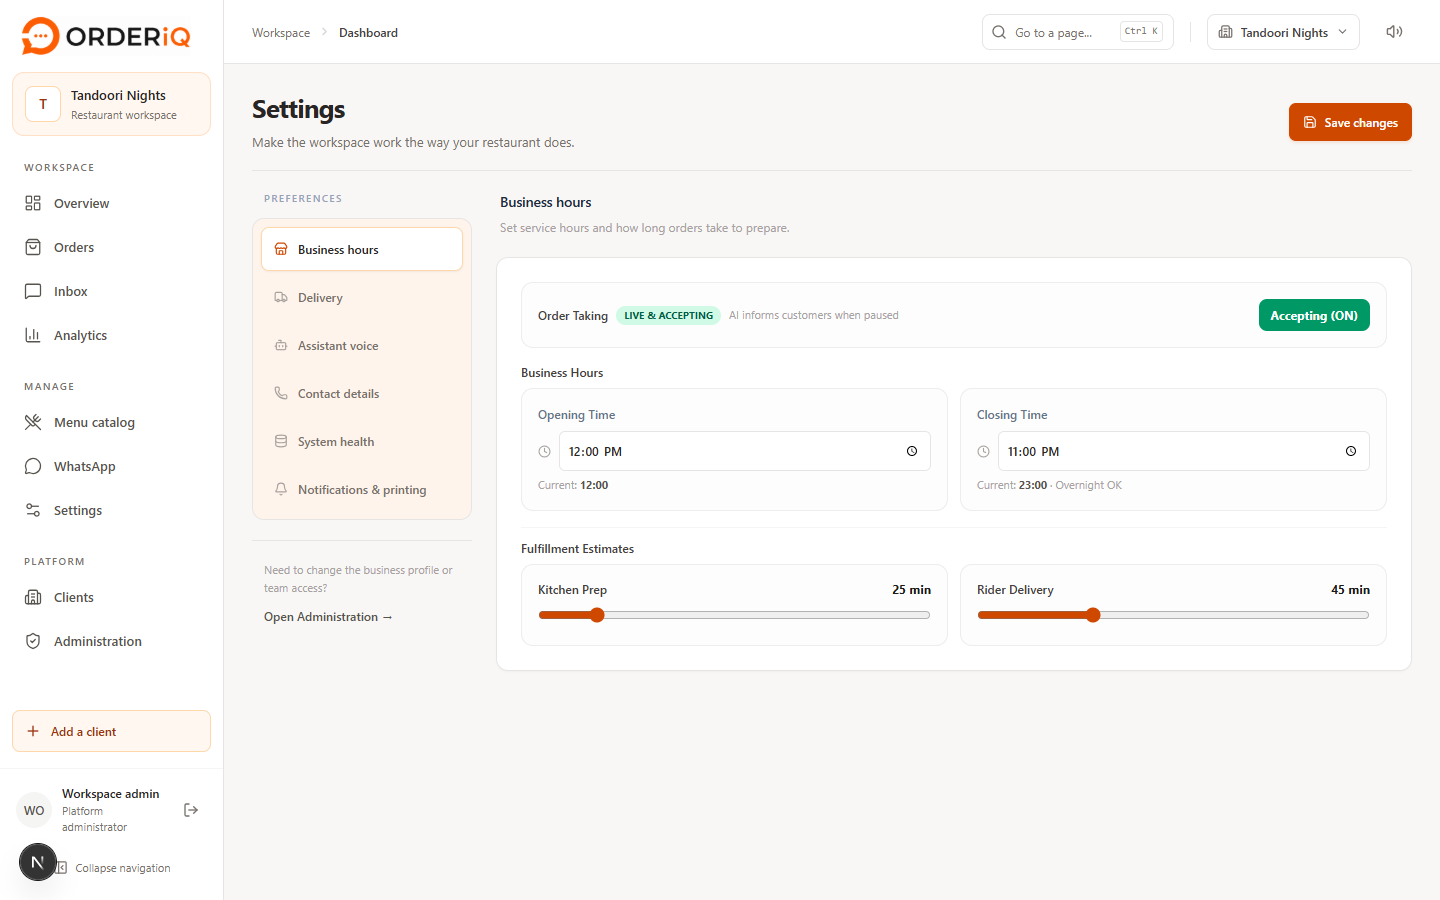 ORDERiQ
T
Tandoori Nights
Restaurant workspace
WORKSPACE
Overview
Orders
Inbox
Analytics
MANAGE
Menu catalog
WhatsApp
Settings
PLATFORM
Clients
Administration
Add a client
WO
Workspace admin
Platform
administrator
N
Collapse navigation
Workspace
Dashboard
Go to a page...
Ctrl K
Tandoori Nights
Settings
Make the workspace work the way your restaurant does.
Save changes
PREFERENCES
Business hours
Delivery
Assistant voice
Contact details
System health
Notifications & printing
Need to change the business profile or
team access?
Open Administration →
Business hours
Set service hours and how long orders take to prepare.
Order Taking LIVE & ACCEPTING AI informs customers when paused
Accepting (ON)
Business Hours
Opening Time
12:00 PM
Current: 12:00
Closing Time
11:00 PM
Current: 23:00 · Overnight OK
Fulfillment Estimates
Kitchen Prep 25 min
Rider Delivery 45 min